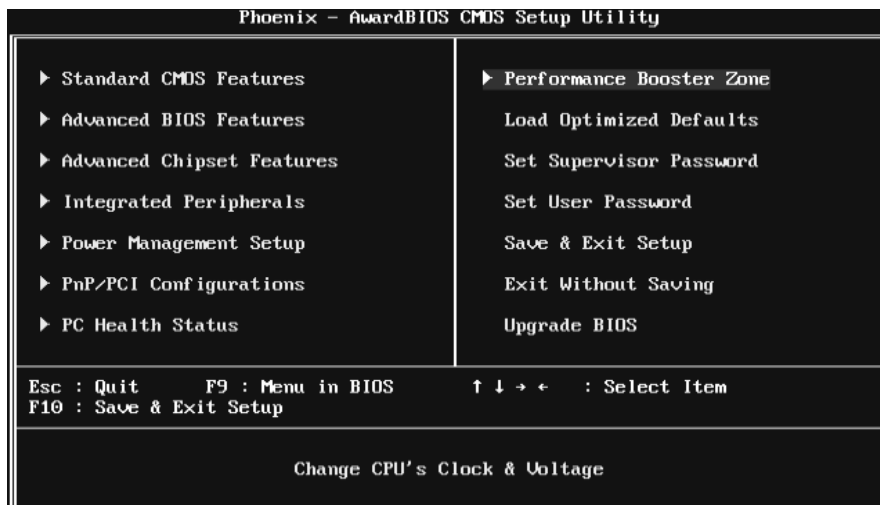 Phoenix - AwardBIOS CMOS Setup Utility
▶ Standard CMOS Features
▶ Advanced BIOS Features
▶ Advanced Chipset Features
▶ Integrated Peripherals
▶ Power Management Setup
▶ PnP/PCI Configurations
▶ PC Health Status
▶ Performance Booster Zone
Load Optimized Defaults
Set Supervisor Password
Set User Password
Save & Exit Setup
Exit Without Saving
Upgrade BIOS
Esc : Quit F9 : Menu in BIOS ↑ ↓ → ← : Select Item
F10 : Save & Exit Setup
Change CPU's Clock & Voltage